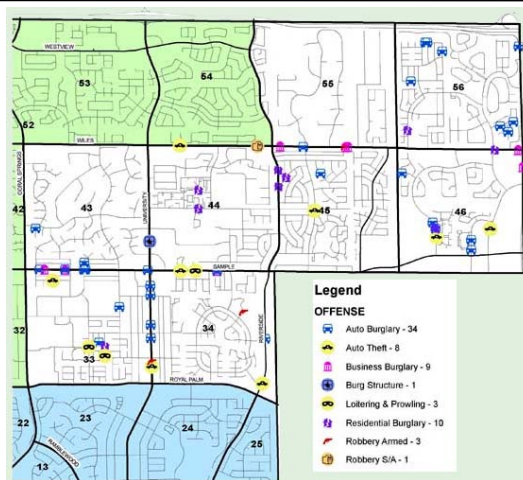 WESTVIEW
53
54
55
56
52
WILES
CORAL SPRINGS
UNIVERSITY
42
43
44
45
46
SAMPLE
32
33
34
RIVERSIDE
ROYAL PALM
22
23
24
25
RAMBLEWOOD
13
Legend
OFFENSE
Auto Burglary - 34
Auto Theft - 8
Business Burglary - 9
Burg Structure - 1
Loitering & Prowling - 3
Residential Burglary - 10
Robbery Armed - 3
Robbery S/A - 1